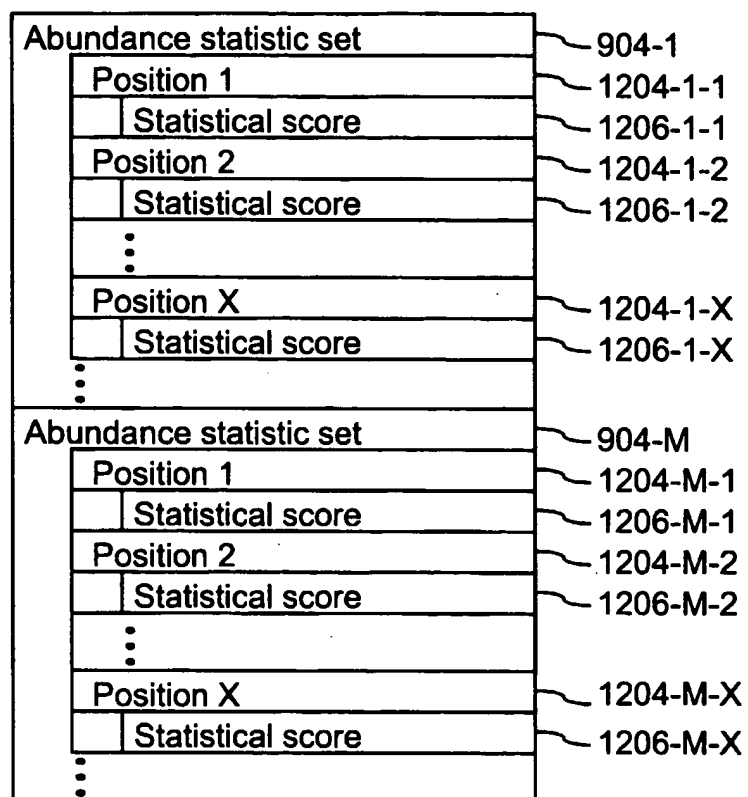 Abundance statistic set 904-1
Position 1 1204-1-1
Statistical score 1206-1-1
Position 2 1204-1-2
Statistical score 1206-1-2
Position X 1204-1-X
Statistical score 1206-1-X
Abundance statistic set 904-M
Position 1 1204-M-1
Statistical score 1206-M-1
Position 2 1204-M-2
Statistical score 1206-M-2
Position X 1204-M-X
Statistical score 1206-M-X